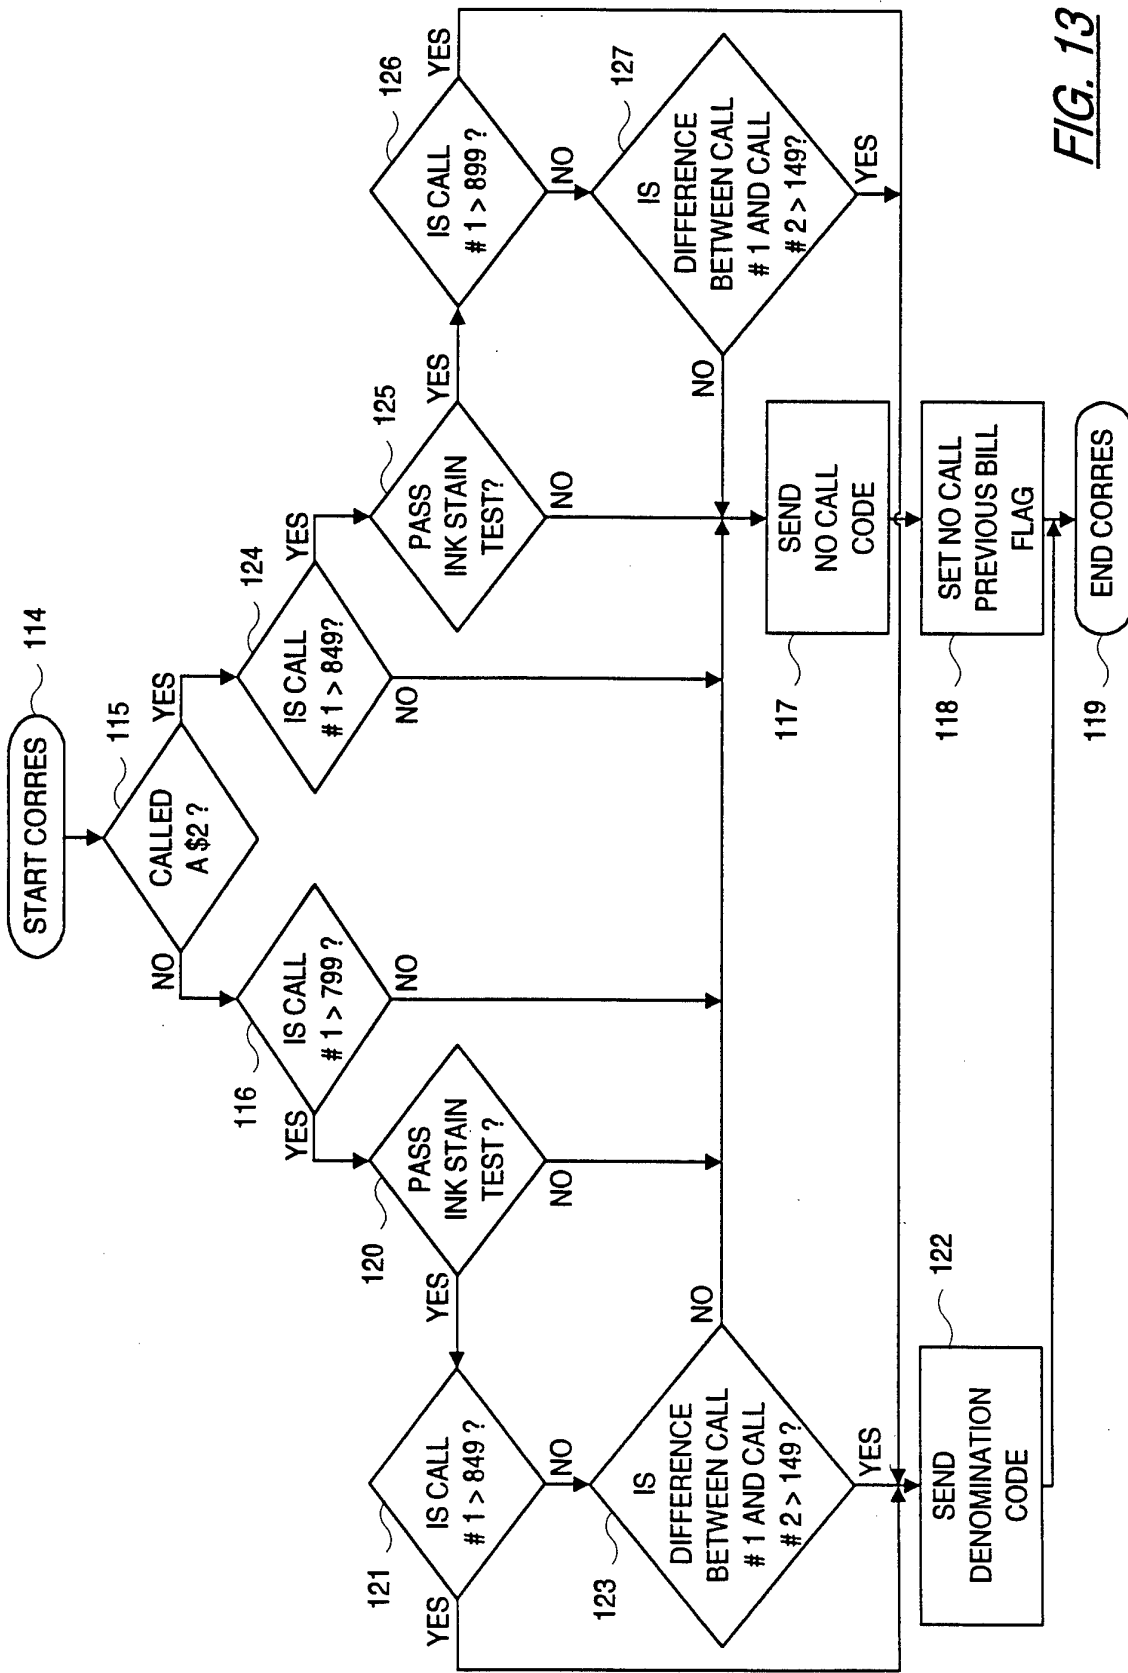 START CORRES
114
CALLED
A $2 ?
115
NO
YES
IS CALL
# 1 > 799 ?
116
YES
NO
IS CALL
# 1 > 849?
124
YES
NO
PASS
INK STAIN
TEST ?
120
YES
NO
PASS
INK STAIN
TEST?
125
YES
NO
IS CALL
# 1 > 849 ?
121
YES
NO
IS CALL
# 1 > 899 ?
126
YES
NO
IS
DIFFERENCE
BETWEEN CALL
# 1 AND CALL
# 2 > 149 ?
123
NO
YES
IS
DIFFERENCE
BETWEEN CALL
# 1 AND CALL
# 2 > 149?
127
NO
YES
SEND
NO CALL
CODE
117
SEND
DENOMINATION
CODE
122
SET NO CALL
PREVIOUS BILL
FLAG
118
END CORRES
119
FIG. 13